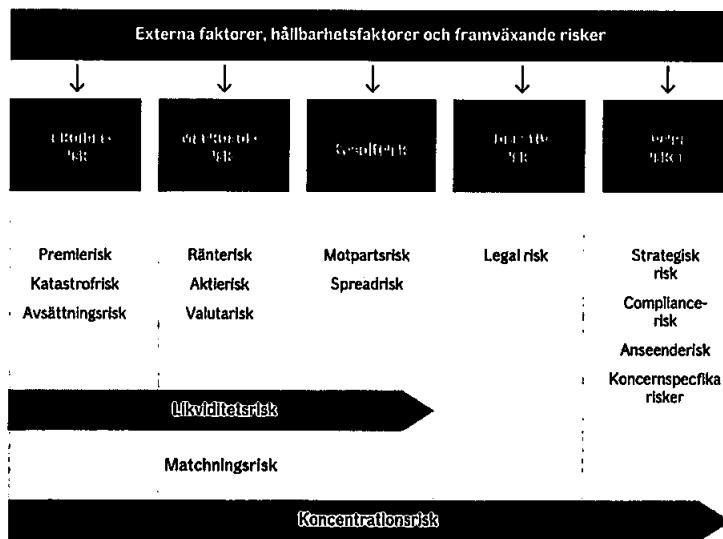 Externa faktorer, hållbarhetsfaktorer och framväxande risker
Premierisk
Katastrofrisk
Avsättningsrisk
Ränterisk
Aktierisk
Valutarisk
Motpartsrisk
Spreadrisk
Legal risk
Strategisk
risk
Compliance-
risk
Anseenderisk
Koncernspecfika
risker
Likviditetsrisk
Matchningsrisk
Koncentrationsrisk